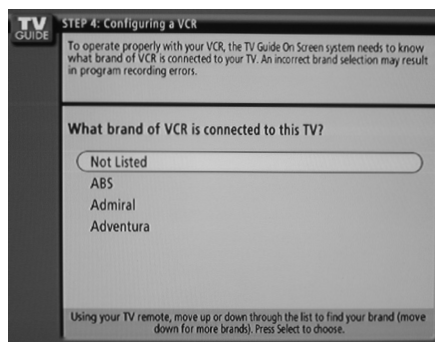 TV
GUIDE
STEP 4: Configuring a VCR
To operate properly with your VCR, the TV Guide On Screen system needs to know
what brand of VCR is connected to your TV. An incorrect brand selection may result
in program recording errors.
What brand of VCR is connected to this TV?
Not Listed
ABS
Admiral
Adventura
Using your TV remote, move up or down through the list to find your brand (move
down for more brands). Press Select to choose.